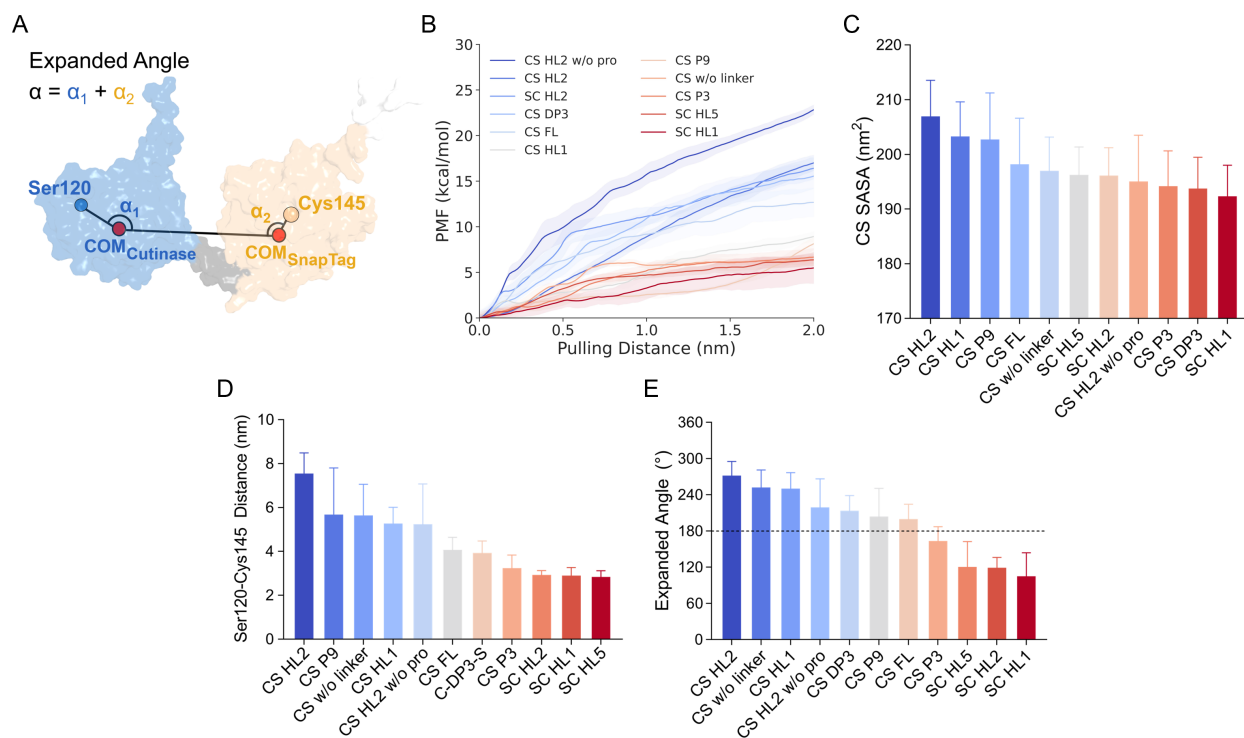 A
Expanded Angle
α = α1 + α2
Ser120
α1
COMCutinase
α2
Cys145
COMSnapTag
B
PMF (kcal/mol)
30
25
20
15
10
5
0
CS HL2 w/o pro
CS HL2
SC HL2
CS DP3
CS FL
CS HL1
CS P9
CS w/o linker
CS P3
SC HL5
SC HL1
0.0
0.5
1.0
1.5
2.0
Pulling Distance (nm)
C
CS SASA (nm2)
220
210
200
190
180
170
CS HL2
CS HL1
CS P9
CS FL
CS w/o linker
SC HL5
SC HL2
CS HL2 w/o pro
CS P3
CS DP3
SC HL1
D
Ser120-Cys145 Distance (nm)
10
8
6
4
2
0
CS HL2
CS P9
CS w/o linker
CS HL1
CS HL2 w/o pro
CS FL
C-DP3-S
CS P3
SC HL2
SC HL1
SC HL5
E
Expanded Angle (°)
360
300
240
180
120
60
0
CS HL2
CS w/o linker
CS HL1
CS HL2 w/o pro
CS DP3
CS P9
CS FL
CS P3
SC HL5
SC HL2
SC HL1